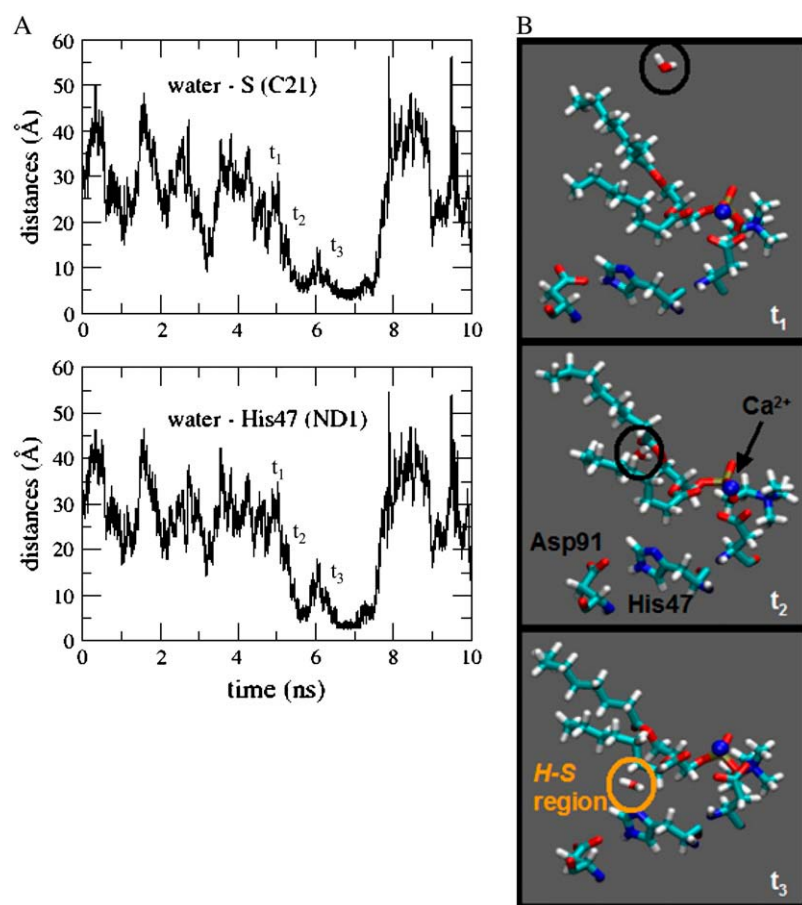 A
B
60
50
40
30
20
10
0
distances (Å)
water - S (C21)
t1
t2
t3
0 2 4 6 8 10
60
50
40
30
20
10
0
distances (Å)
water - His47 (ND1)
t1
t2
t3
0 2 4 6 8 10
time (ns)
t1
Ca2+
Asp91
His47
t2
H-S
region
t3